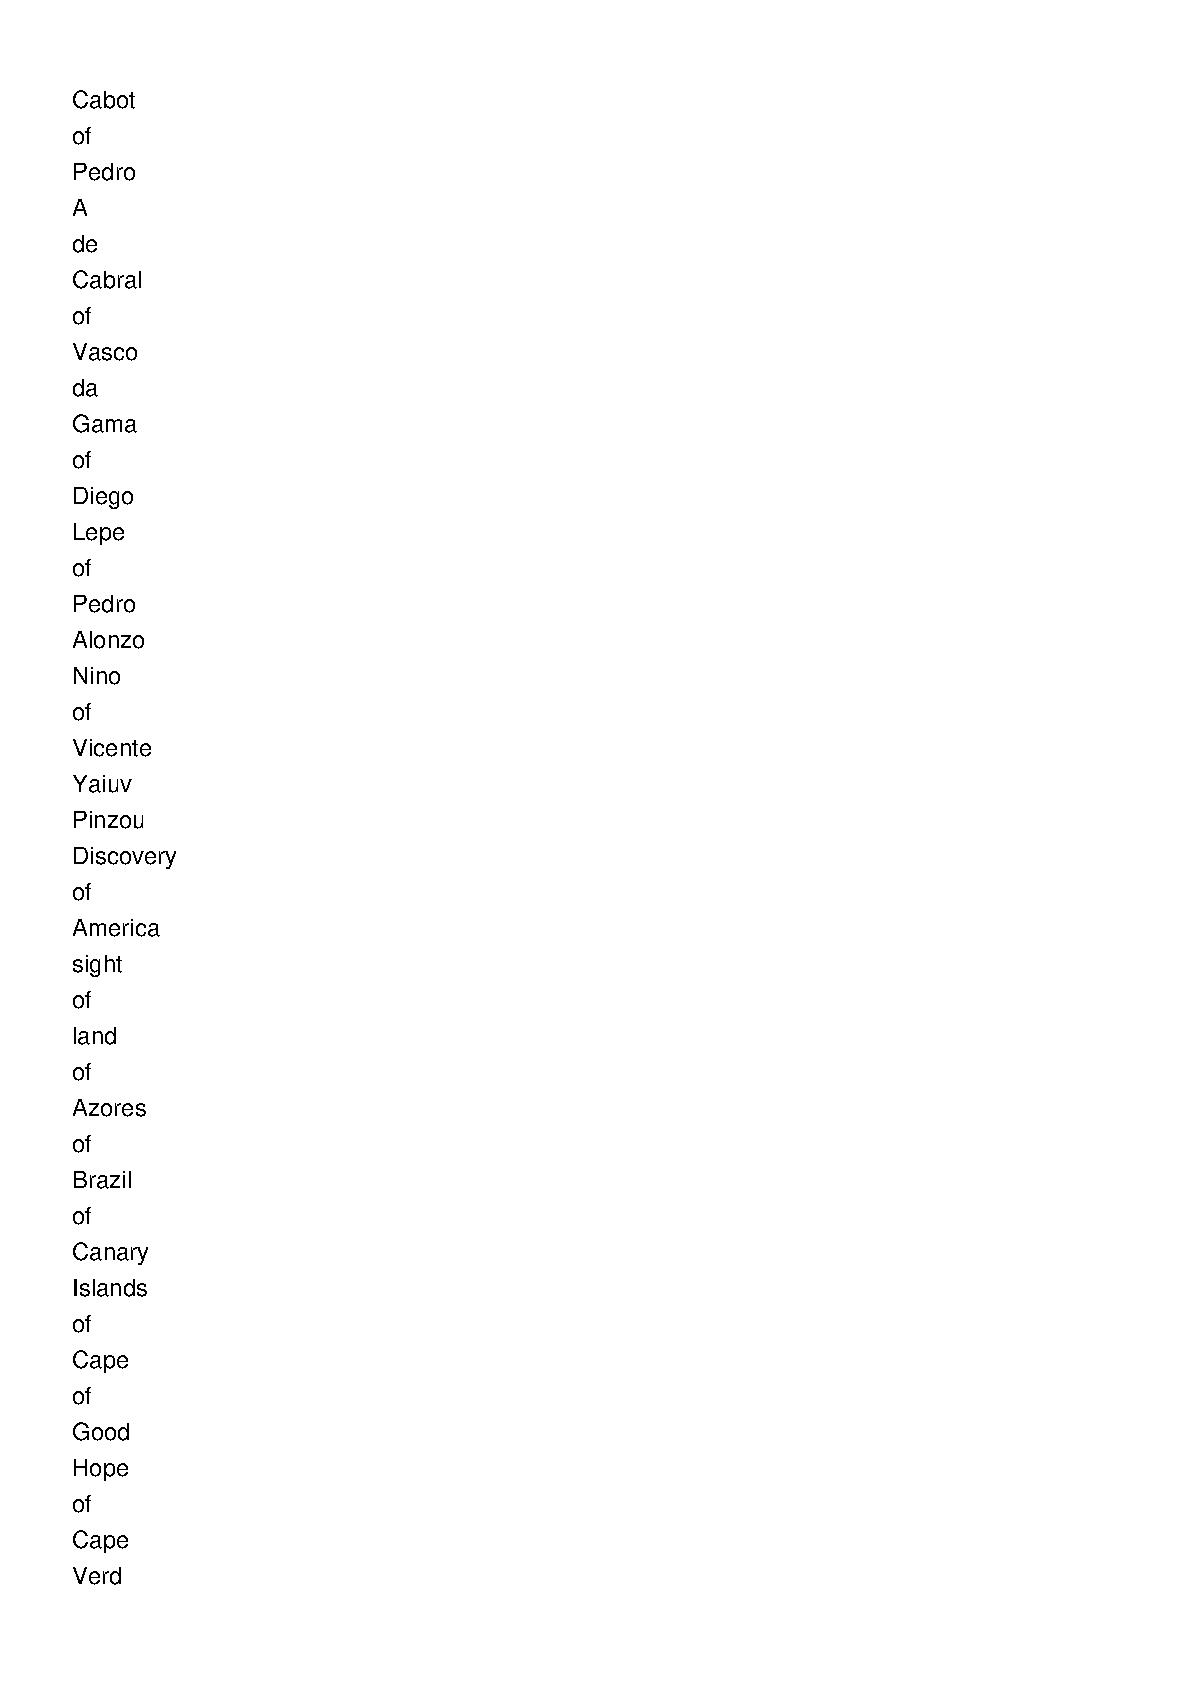 Cabot
of
Pedro
A
de
Cabral
of
Vasco
da
Gama
of
Diego
Lepe
of
Pedro
Alonzo
Nino
of
Vicente
Yaiuv
Pinzou
Discovery
of
America
sight
of
land
of
Azores
of
Brazil
of
Canary
Islands
of
Cape
of
Good
Hope
of
Cape
Verd